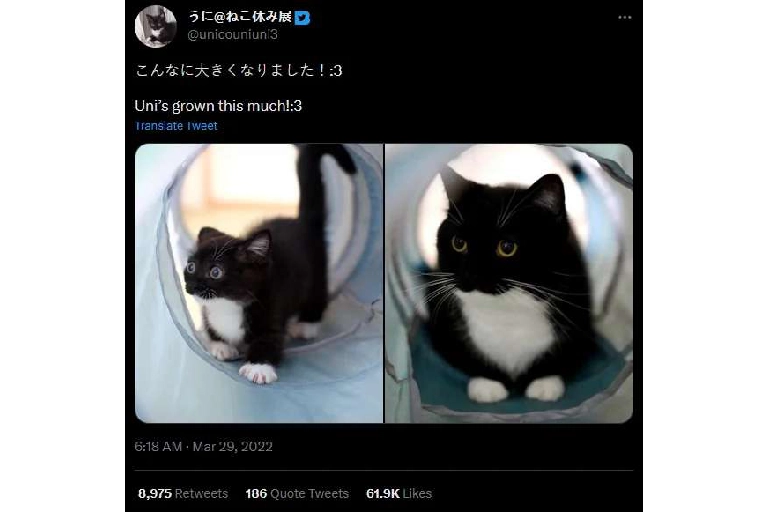 うに@ねこ休み展
@unicouniuni3
こんなに大きくなりました！:3
Uni's grown this much!:3
Translate Tweet
6:18 AM · Mar 29, 2022
8,975 Retweets 186 Quote Tweets 61.9K Likes